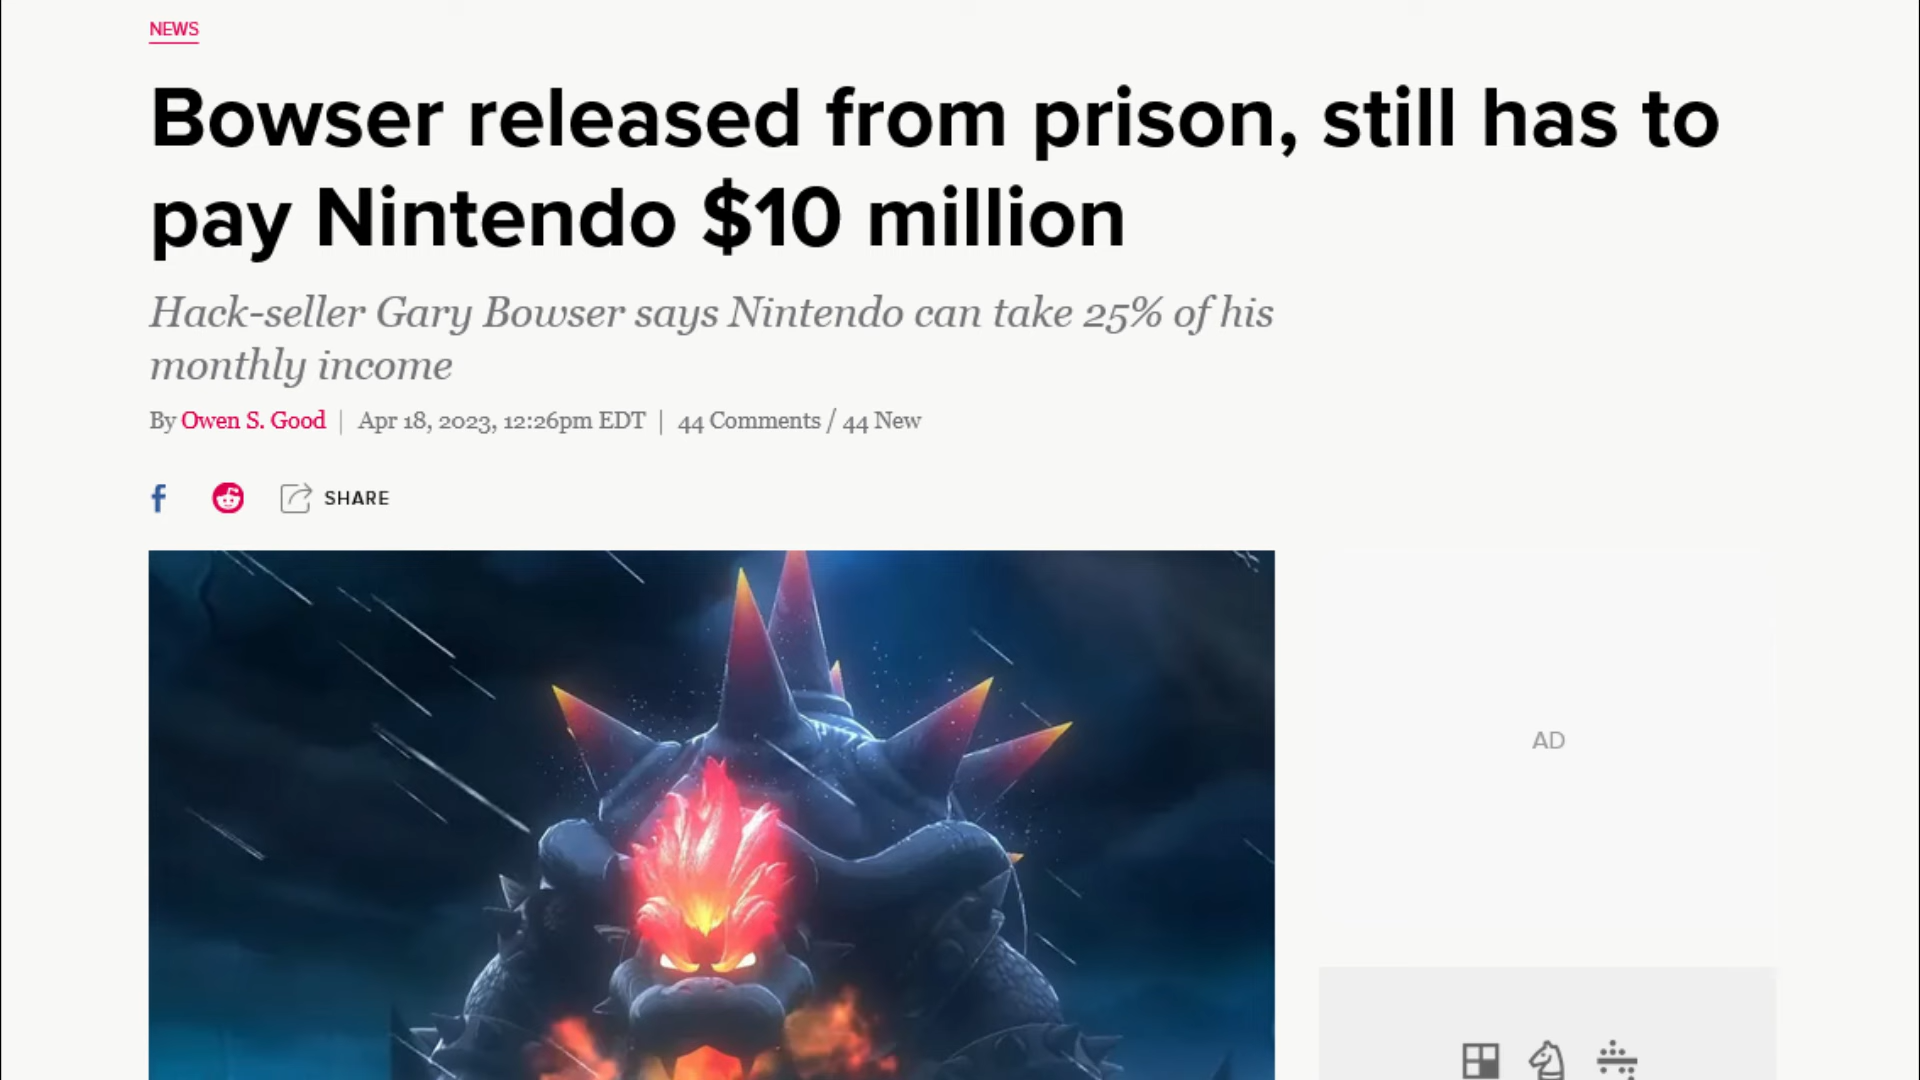 NEWS
Bowser released from prison, still has to
pay Nintendo $10 million
Hack-seller Gary Bowser says Nintendo can take 25% of his
monthly income
By Owen S. Good | Apr 18, 2023, 12:26pm EDT | 44 Comments / 44 New
SHARE
AD